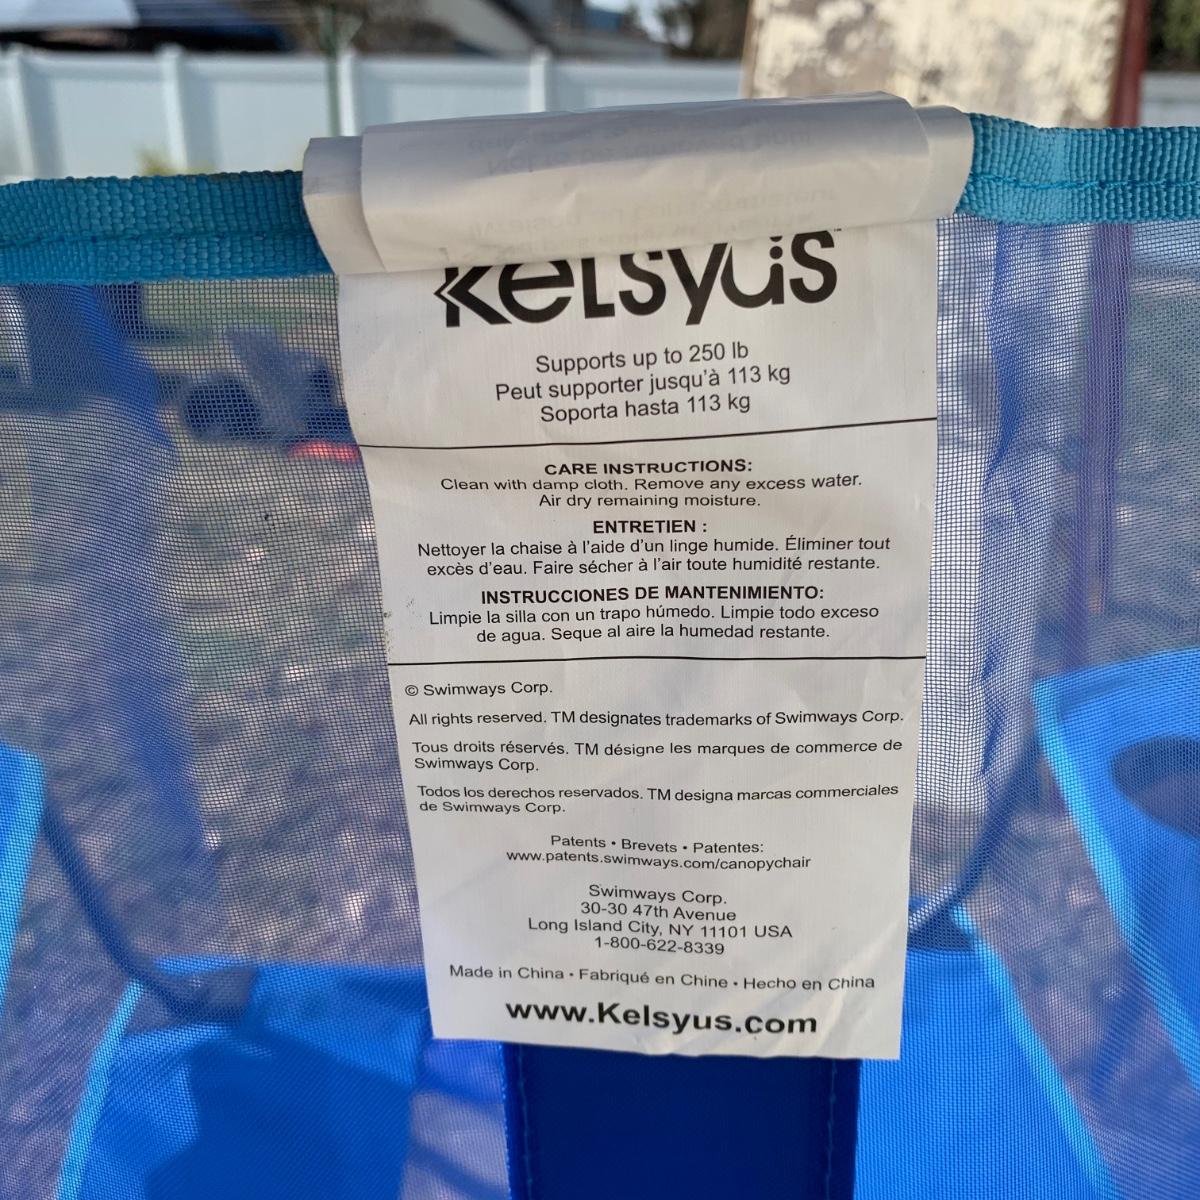 Kelsyus™
Supports up to 250 lb
Peut supporter jusqu'à 113 kg
Soporta hasta 113 kg
CARE INSTRUCTIONS:
Clean with damp cloth. Remove any excess water.
Air dry remaining moisture.
ENTRETIEN :
Nettoyer la chaise à l'aide d'un linge humide. Éliminer tout
excès d'eau. Faire sécher à l'air toute humidité restante.
INSTRUCCIONES DE MANTENIMIENTO:
Limpie la silla con un trapo húmedo. Limpie todo exceso
de agua. Seque al aire la humedad restante.
© Swimways Corp.
All rights reserved. TM designates trademarks of Swimways Corp.
Tous droits réservés. TM désigne les marques de commerce de
Swimways Corp.
Todos los derechos reservados. TM designa marcas commerciales
de Swimways Corp.
Patents • Brevets • Patentes:
www.patents.swimways.com/canopychair
Swimways Corp.
30-30 47th Avenue
Long Island City, NY 11101 USA
1-800-622-8339
Made in China • Fabriqué en Chine • Hecho en China
www.Kelsyus.com